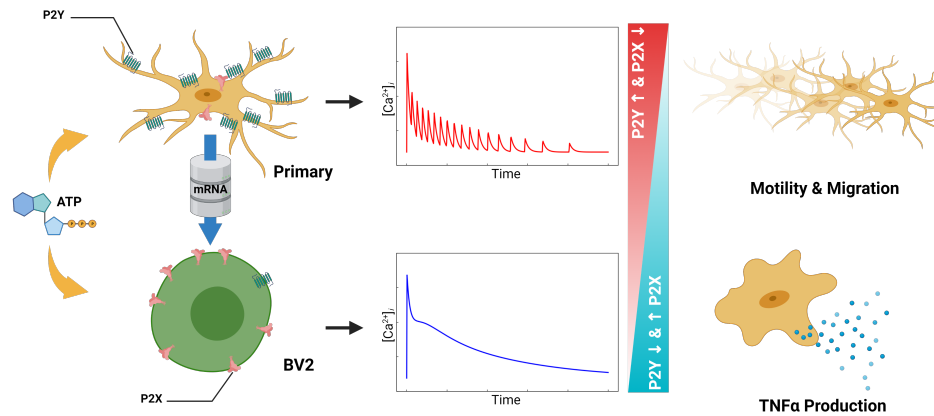 P2Y
Primary
ATP
P P P
mRNA
BV2
P2X
[Ca²⁺]ᵢ
Time
[Ca²⁺]ᵢ
Time
P2Y ↑ & P2X ↓
P2Y ↓ & ↑ P2X
Motility & Migration
TNFα Production